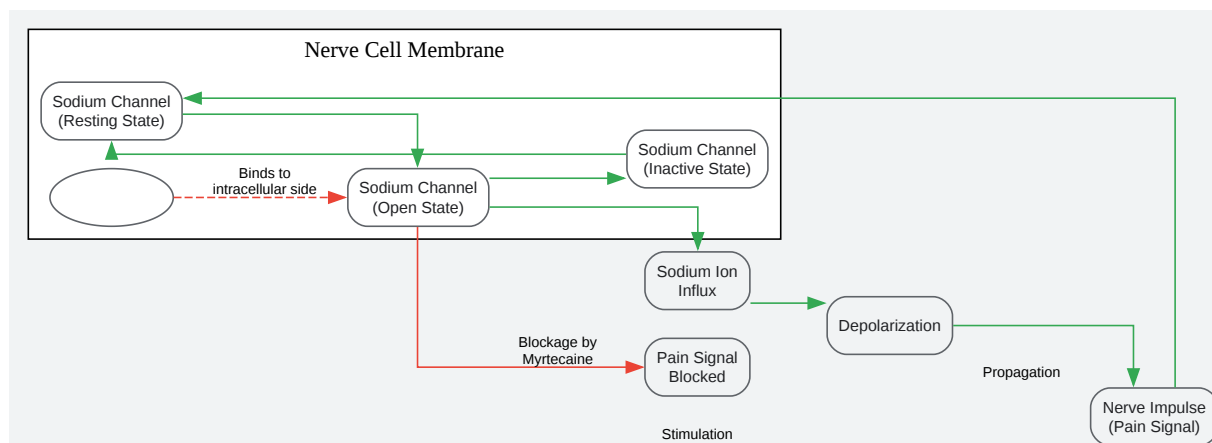 Nerve Cell Membrane
Sodium Channel
(Resting State)
Sodium Channel
(Inactive State)
Binds to
intracellular side
Sodium Channel
(Open State)
Sodium Ion
Influx
Depolarization
Blockage by
Myrtecaine
Pain Signal
Blocked
Propagation
Nerve Impulse
(Pain Signal)
Stimulation